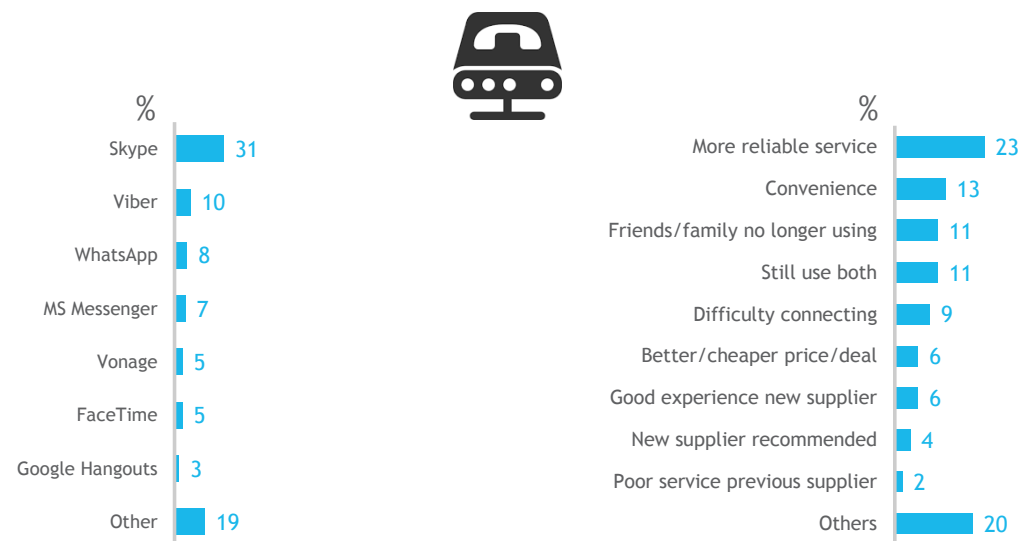 %
Skype 31
Viber 10
WhatsApp 8
MS Messenger 7
Vonage 5
FaceTime 5
Google Hangouts 3
Other 19
%
More reliable service 23
Convenience 13
Friends/family no longer using 11
Still use both 11
Difficulty connecting 9
Better/cheaper price/deal 6
Good experience new supplier 6
New supplier recommended 4
Poor service previous supplier 2
Others 20